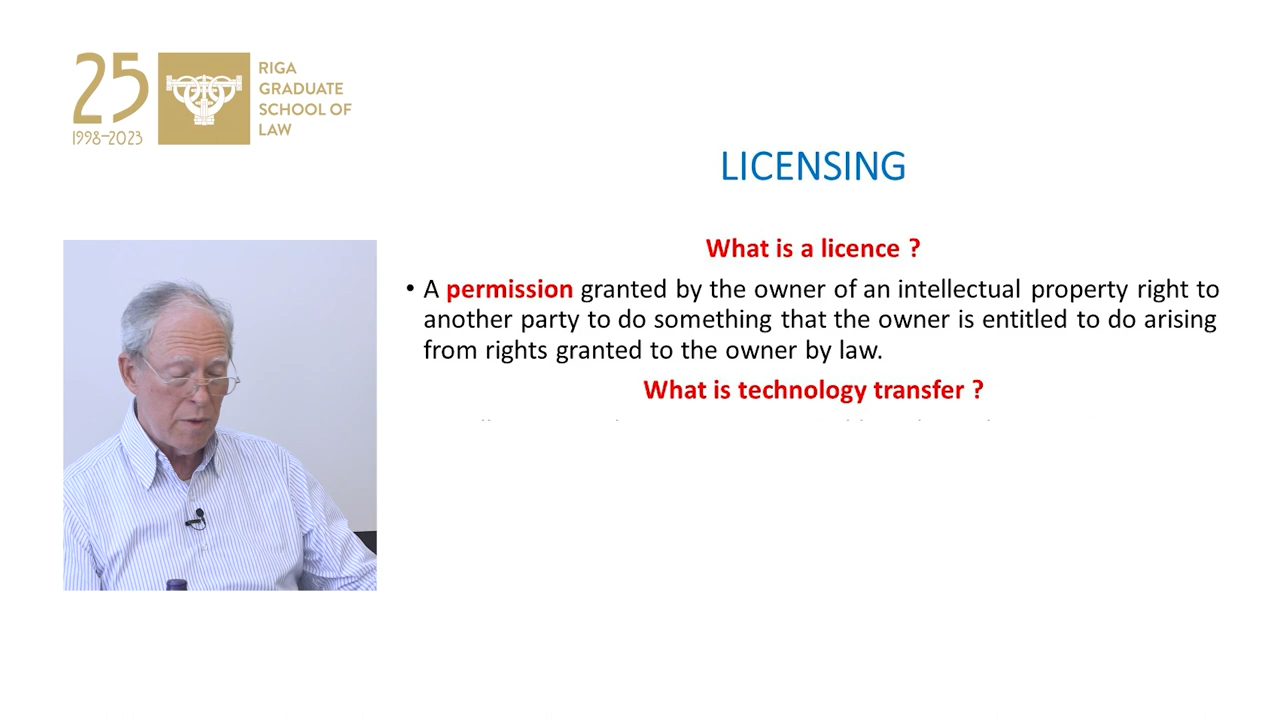 25
1998–2023
RIGA
GRADUATE
SCHOOL OF
LAW
LICENSING
What is a licence ?
• A permission granted by the owner of an intellectual property right to
another party to do something that the owner is entitled to do arising
from rights granted to the owner by law.
What is technology transfer ?